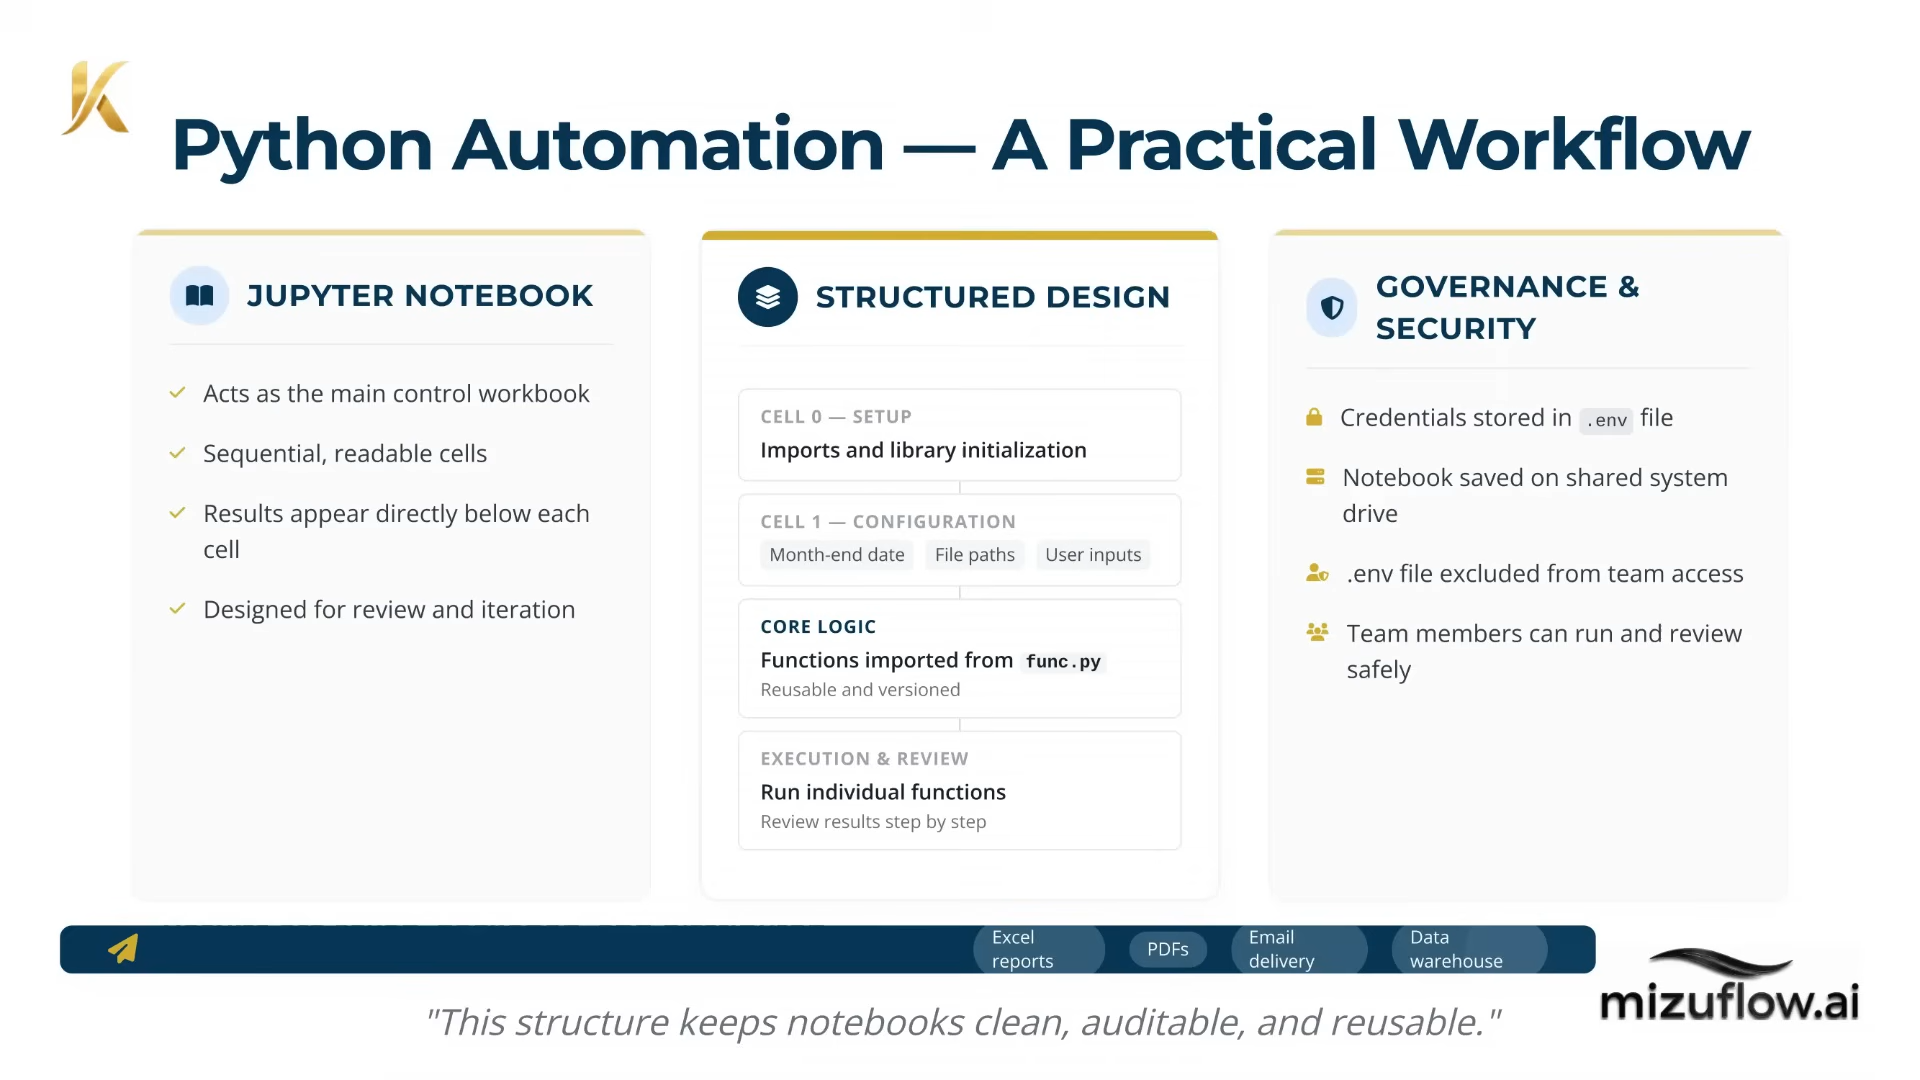 K
Python Automation — A Practical Workflow
JUPYTER NOTEBOOK
Acts as the main control workbook
Sequential, readable cells
Results appear directly below each
cell
Designed for review and iteration
STRUCTURED DESIGN
CELL 0 — SETUP
Imports and library initialization
CELL 1 — CONFIGURATION
Month-end date File paths User inputs
CORE LOGIC
Functions imported from func.py
Reusable and versioned
EXECUTION & REVIEW
Run individual functions
Review results step by step
GOVERNANCE &
SECURITY
Credentials stored in .env file
Notebook saved on shared system
drive
.env file excluded from team access
Team members can run and review
safely
Excel
reports
PDFs
Email
delivery
Data
warehouse
mizuflow.ai
"This structure keeps notebooks clean, auditable, and reusable."